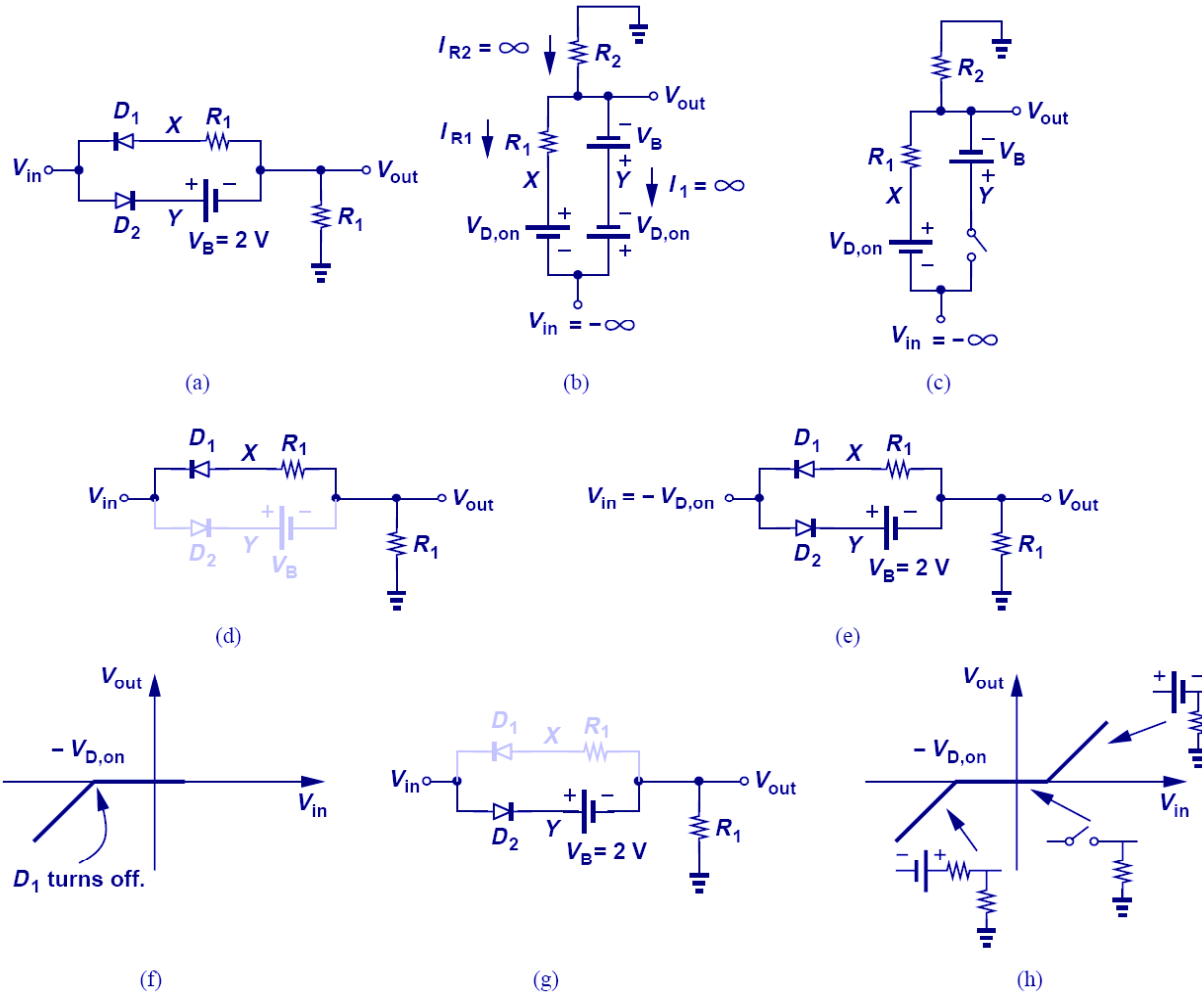 D1 X R1
Vin Vout
+ −
D2 Y R1
VB = 2 V
(a)
IR2 = ∞ R2
Vout
IR1 R1 − VB
+
X Y I1 = ∞
+ −
VD,on VD,on
− +
Vin = − ∞
(b)
R2
Vout
R1 − VB
+
X Y
VD,on +
−
Vin = − ∞
(c)
D1 X R1
Vin Vout
+ −
D2 Y VB R1
(d)
D1 X R1
Vin = − VD,on Vout
+ −
D2 Y R1
VB = 2 V
(e)
Vout
− VD,on
Vin
D1 turns off.
(f)
D1 X R1
Vin Vout
+ −
D2 Y R1
VB = 2 V
(g)
Vout
+ −
− VD,on
Vin
− +
(h)